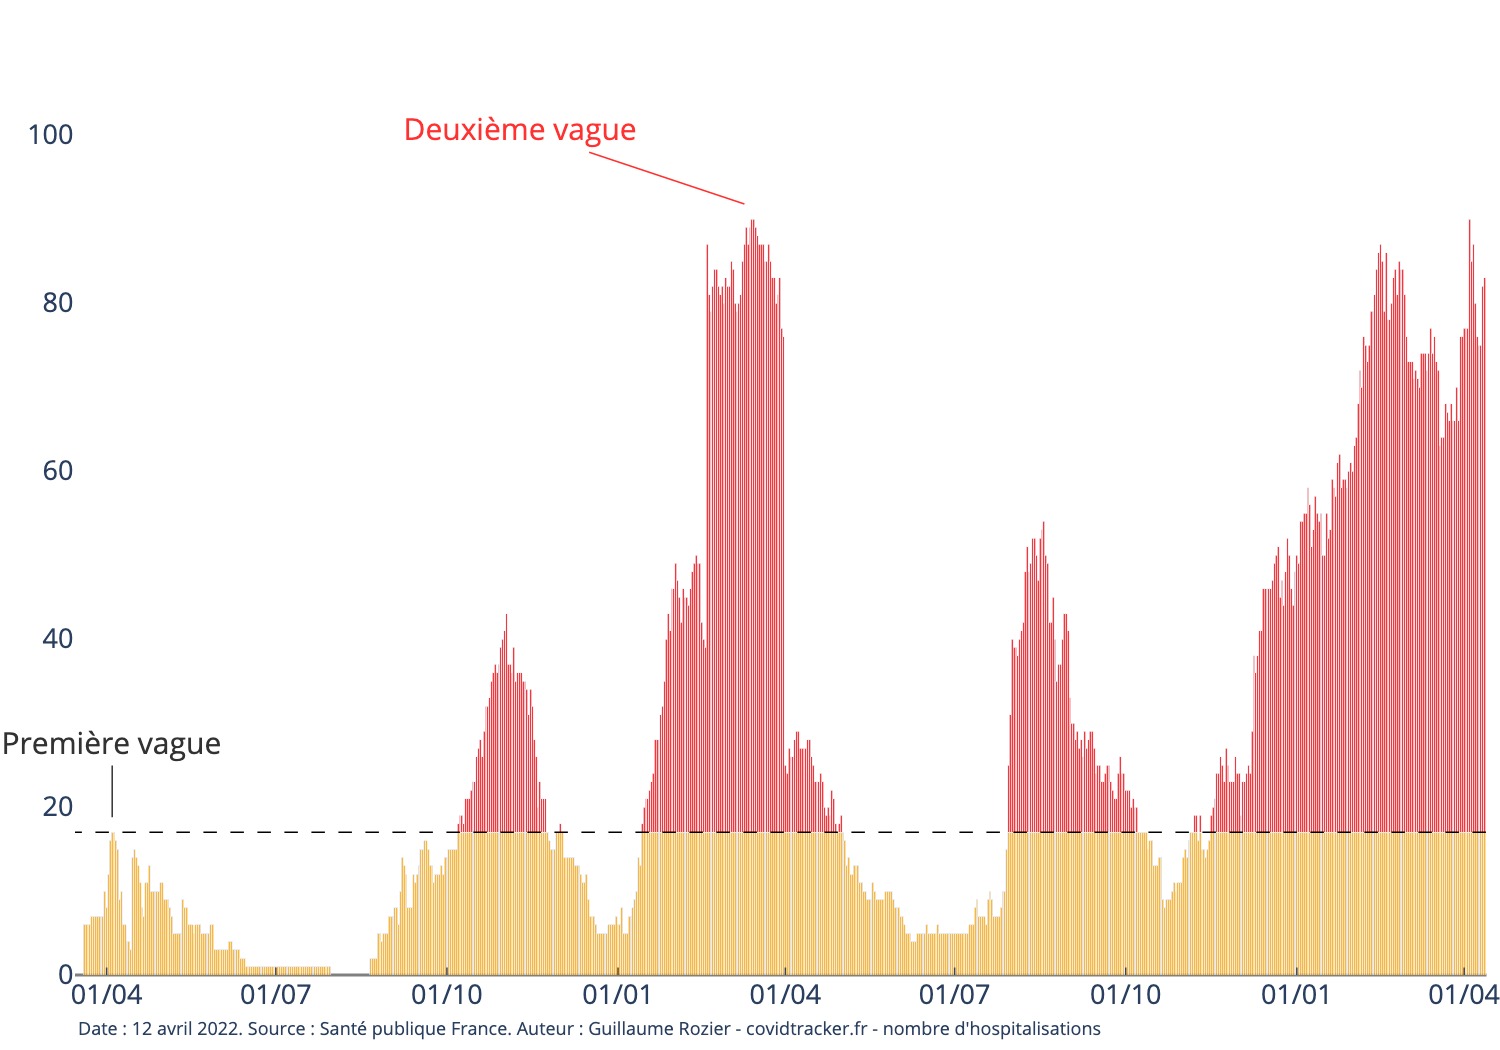 Deuxième vague
100
80
60
40
Première vague
20
0
01/04 01/07 01/10 01/01 01/04 01/07 01/10 01/01 01/04
Date : 12 avril 2022. Source : Santé publique France. Auteur : Guillaume Rozier - covidtracker.fr - nombre d'hospitalisations